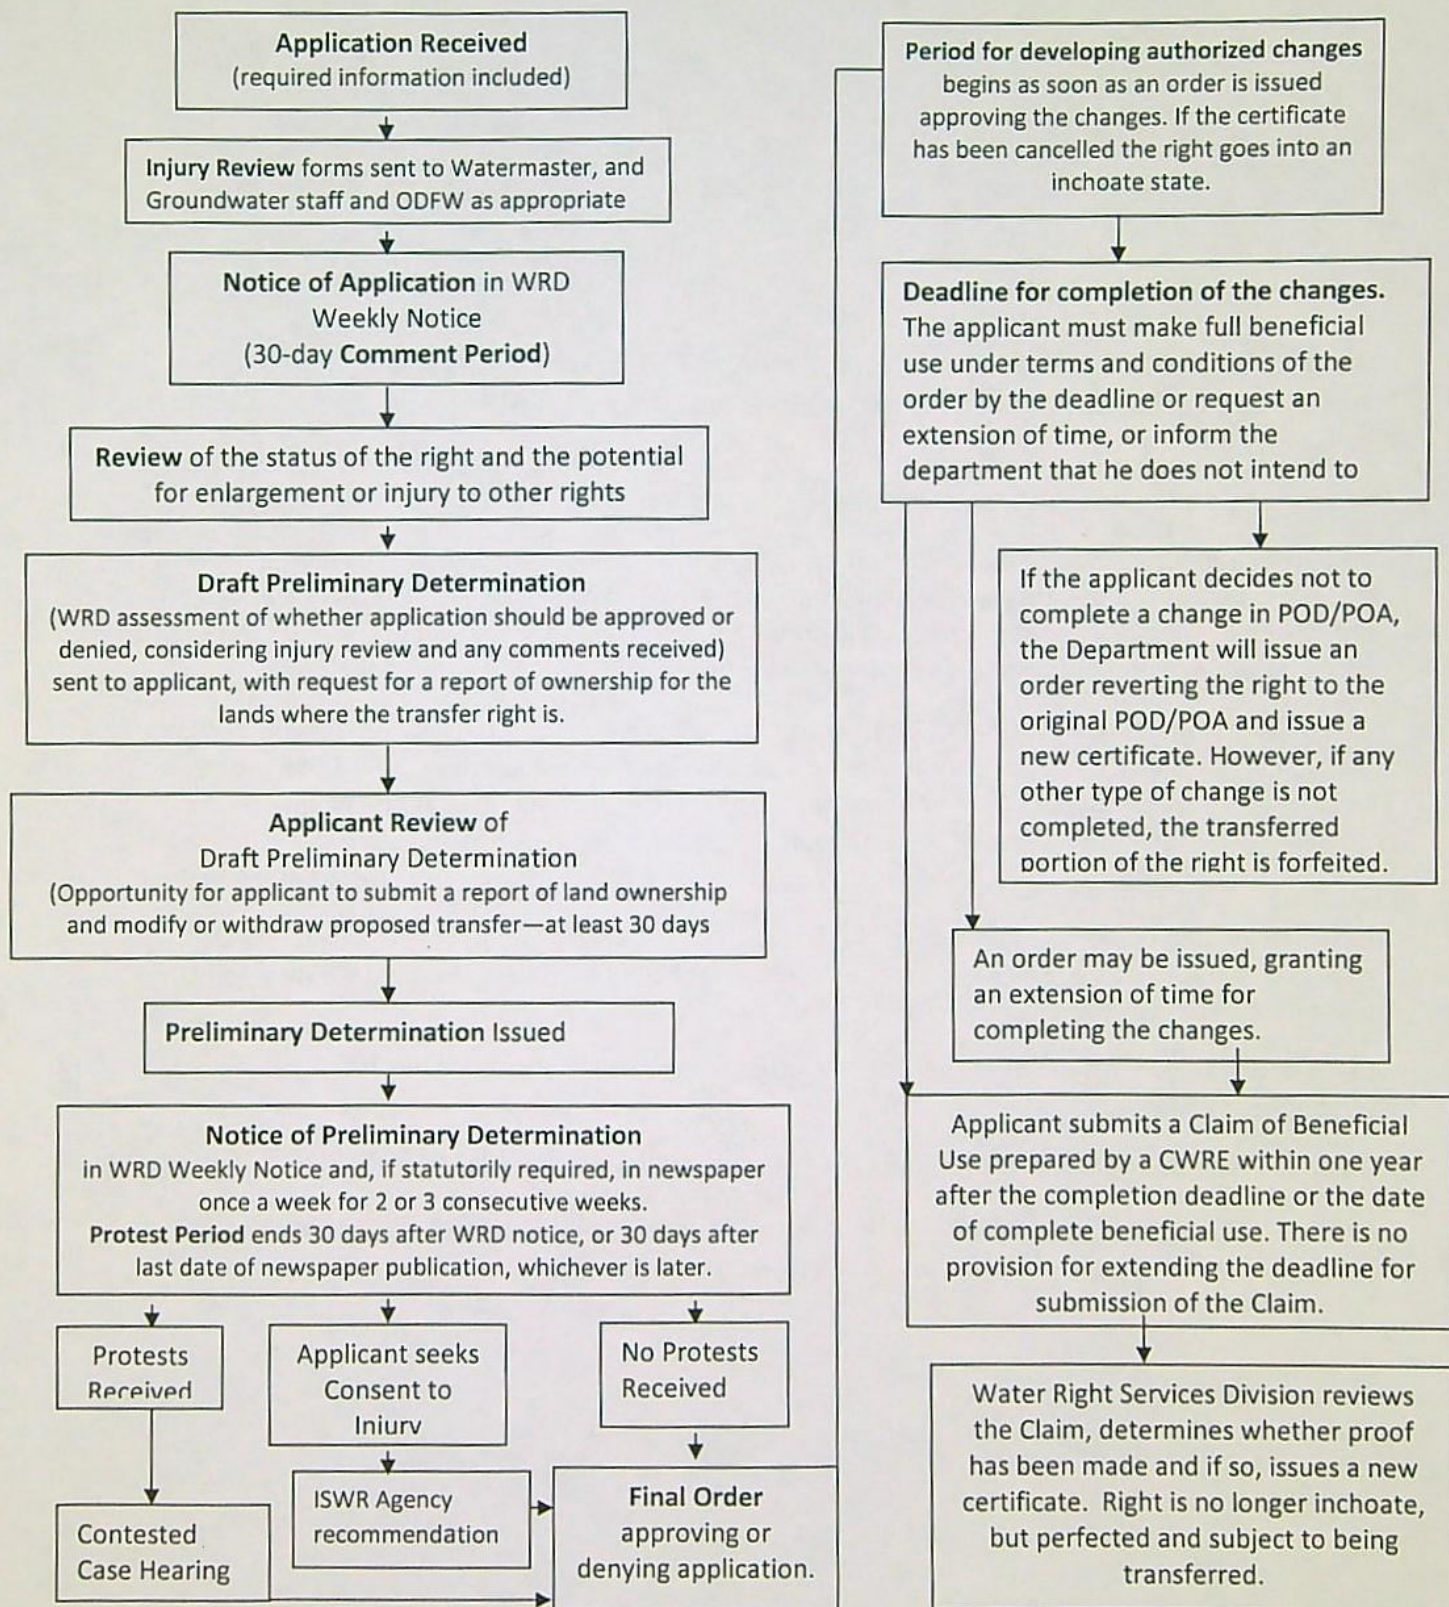 Application Received
(required information included)
Injury Review forms sent to Watermaster, and
Groundwater staff and ODFW as appropriate
Notice of Application in WRD
Weekly Notice
(30-day Comment Period)
Review of the status of the right and the potential
for enlargement or injury to other rights
Draft Preliminary Determination
(WRD assessment of whether application should be approved or
denied, considering injury review and any comments received)
sent to applicant, with request for a report of ownership for the
lands where the transfer right is.
Applicant Review of
Draft Preliminary Determination
(Opportunity for applicant to submit a report of land ownership
and modify or withdraw proposed transfer—at least 30 days
Preliminary Determination Issued
Notice of Preliminary Determination
in WRD Weekly Notice and, if statutorily required, in newspaper
once a week for 2 or 3 consecutive weeks.
Protest Period ends 30 days after WRD notice, or 30 days after
last date of newspaper publication, whichever is later.
Protests
Received
Applicant seeks
Consent to
Injury
No Protests
Received
Contested
Case Hearing
ISWR Agency
recommendation
Final Order
approving or
denying application.
Period for developing authorized changes
begins as soon as an order is issued
approving the changes. If the certificate
has been cancelled the right goes into an
inchoate state.
Deadline for completion of the changes.
The applicant must make full beneficial
use under terms and conditions of the
order by the deadline or request an
extension of time, or inform the
department that he does not intend to
If the applicant decides not to
complete a change in POD/POA,
the Department will issue an
order reverting the right to the
original POD/POA and issue a
new certificate. However, if any
other type of change is not
completed, the transferred
portion of the right is forfeited.
An order may be issued, granting
an extension of time for
completing the changes.
Applicant submits a Claim of Beneficial
Use prepared by a CWRE within one year
after the completion deadline or the date
of complete beneficial use. There is no
provision for extending the deadline for
submission of the Claim.
Water Right Services Division reviews
the Claim, determines whether proof
has been made and if so, issues a new
certificate. Right is no longer inchoate,
but perfected and subject to being
transferred.